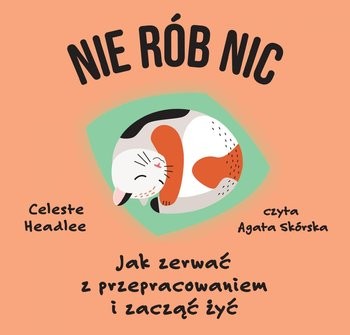 NIE RÓB NIC
Celeste
Headlee
czyta
Agata Skórska
Jak zerwać
z przepracowaniem
i zacząć żyć